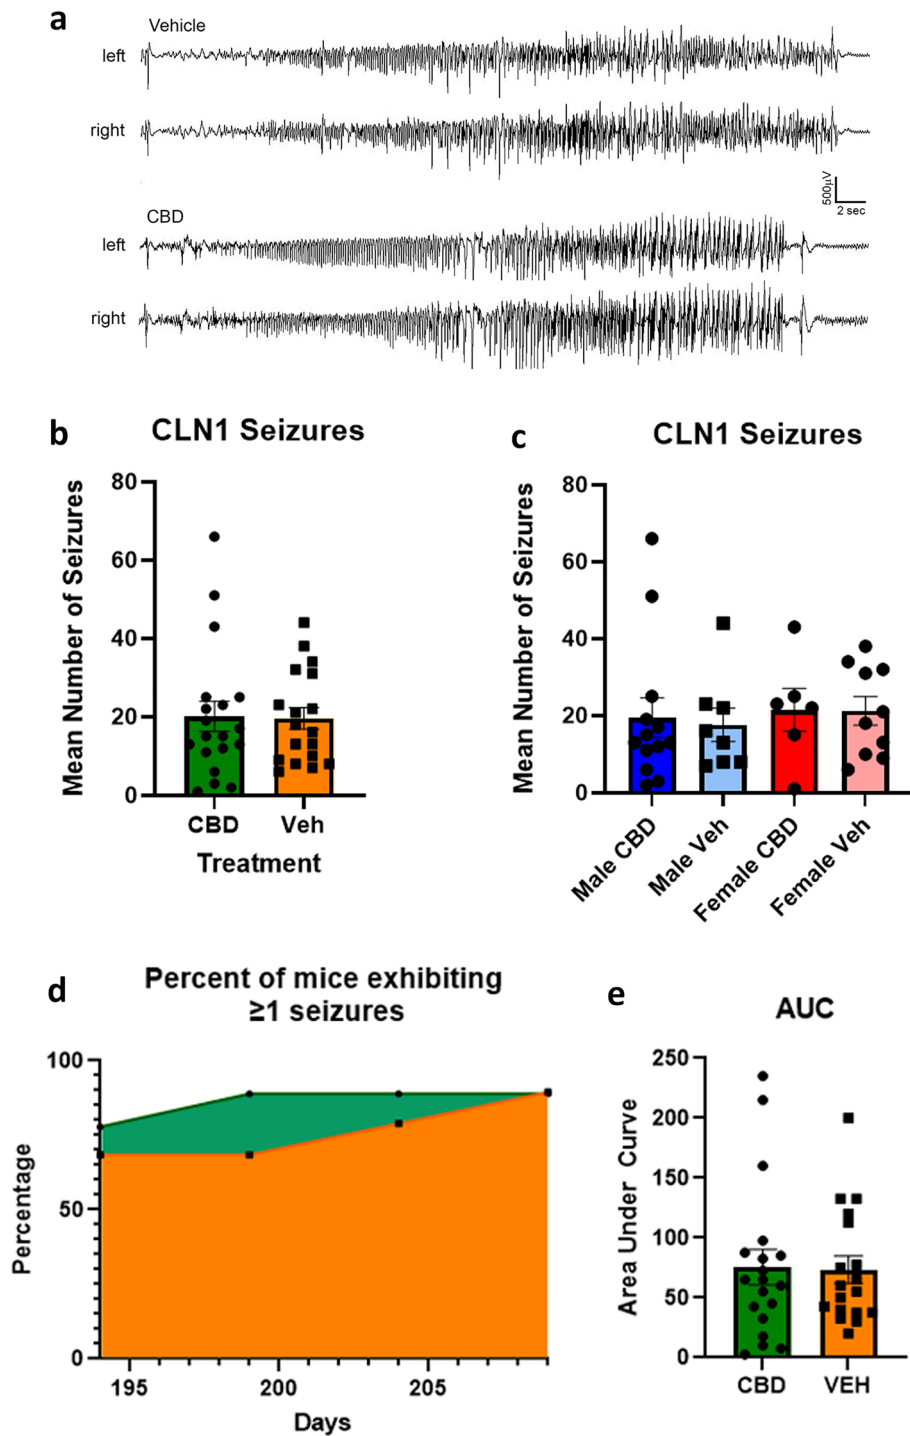 a
Vehicle
left
right
500µV
2 sec
CBD
left
right
b
CLN1 Seizures
Mean Number of Seizures
80
60
40
20
0
CBD
Veh
Treatment
c
CLN1 Seizures
Mean Number of Seizures
80
60
40
20
0
Male CBD
Male Veh
Female CBD
Female Veh
d
Percent of mice exhibiting
≥1 seizures
Percentage
100
50
0
195
200
205
Days
e
AUC
Area Under Curve
250
200
150
100
50
0
CBD
VEH